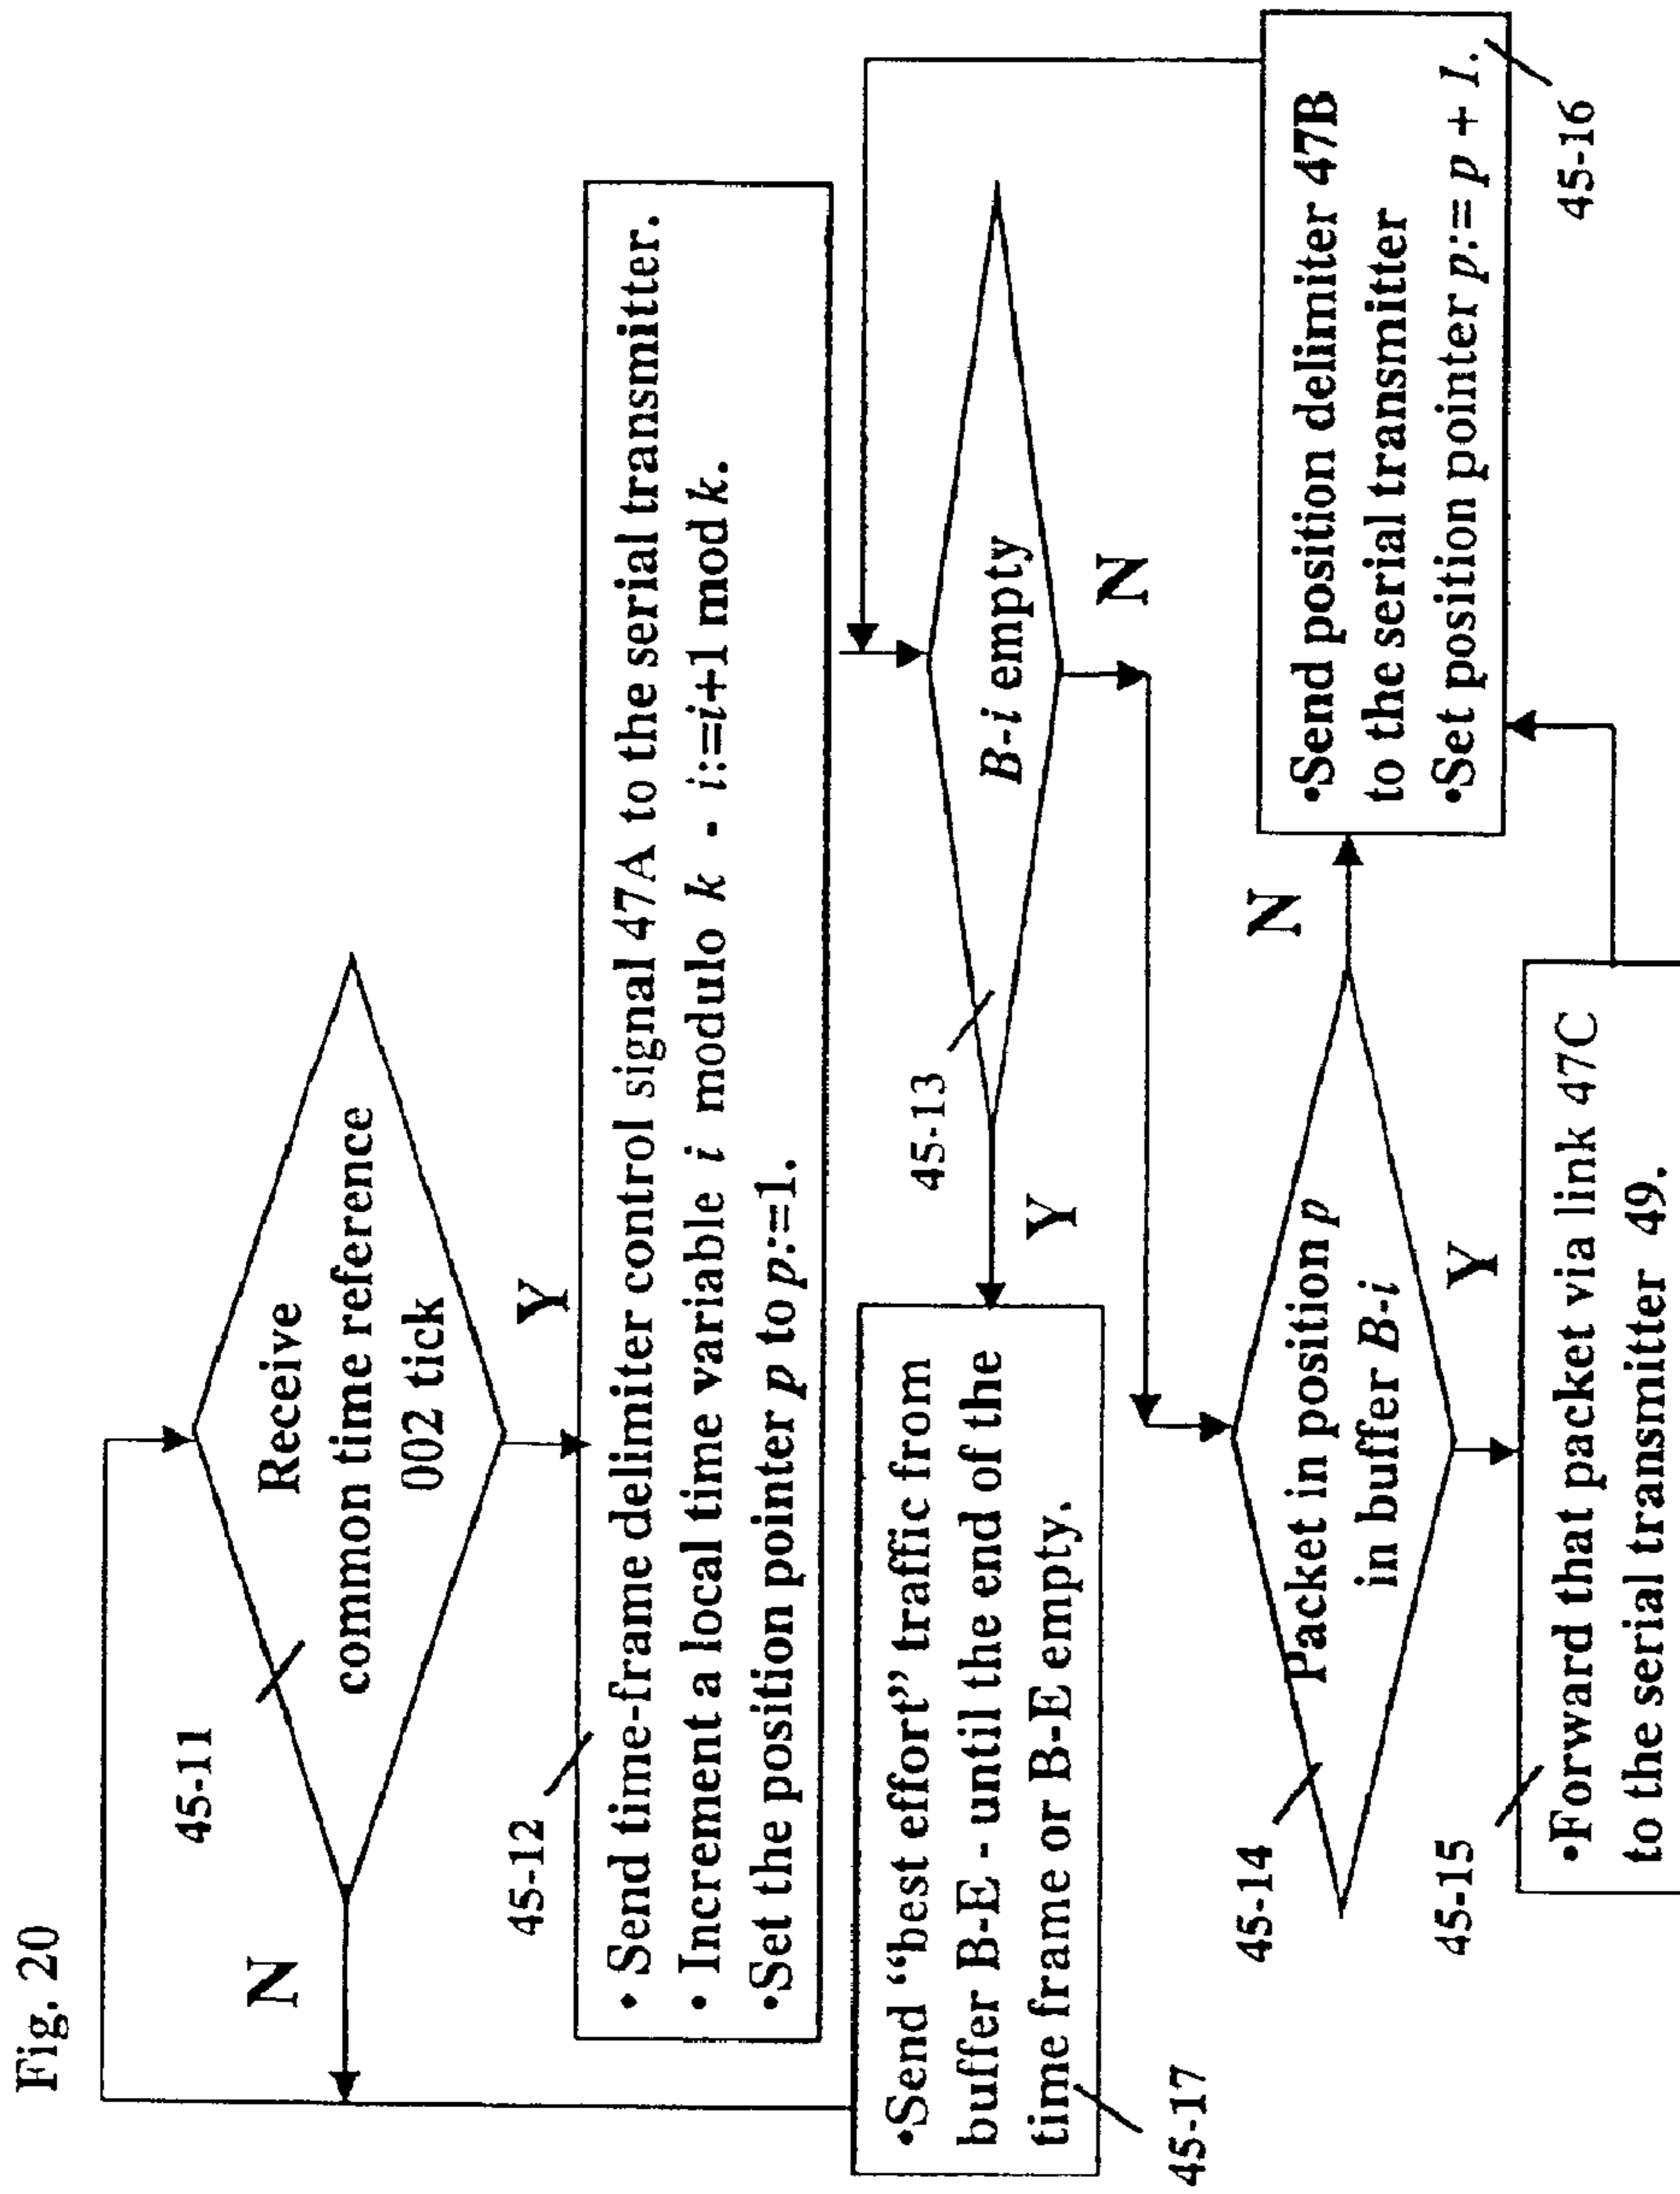 Fig. 20
45-11
Receive
common time reference
002 tick
N
Y
45-12
• Send time-frame delimiter control signal 47A to the serial transmitter.
• Increment a local time variable i modulo k - i:=i+1 mod k.
•Set the position pointer p to p:=1.
45-13
B-i empty
Y
N
•Send "best effort" traffic from
buffer B-E - until the end of the
time frame or B-E empty.
45-17
45-14
Packet in position p
in buffer B-i
N
Y
•Send position delimiter 47B
to the serial transmitter
•Set position pointer p:= p + 1.
45-16
45-15
•Forward that packet via link 47C
to the serial transmitter 49.